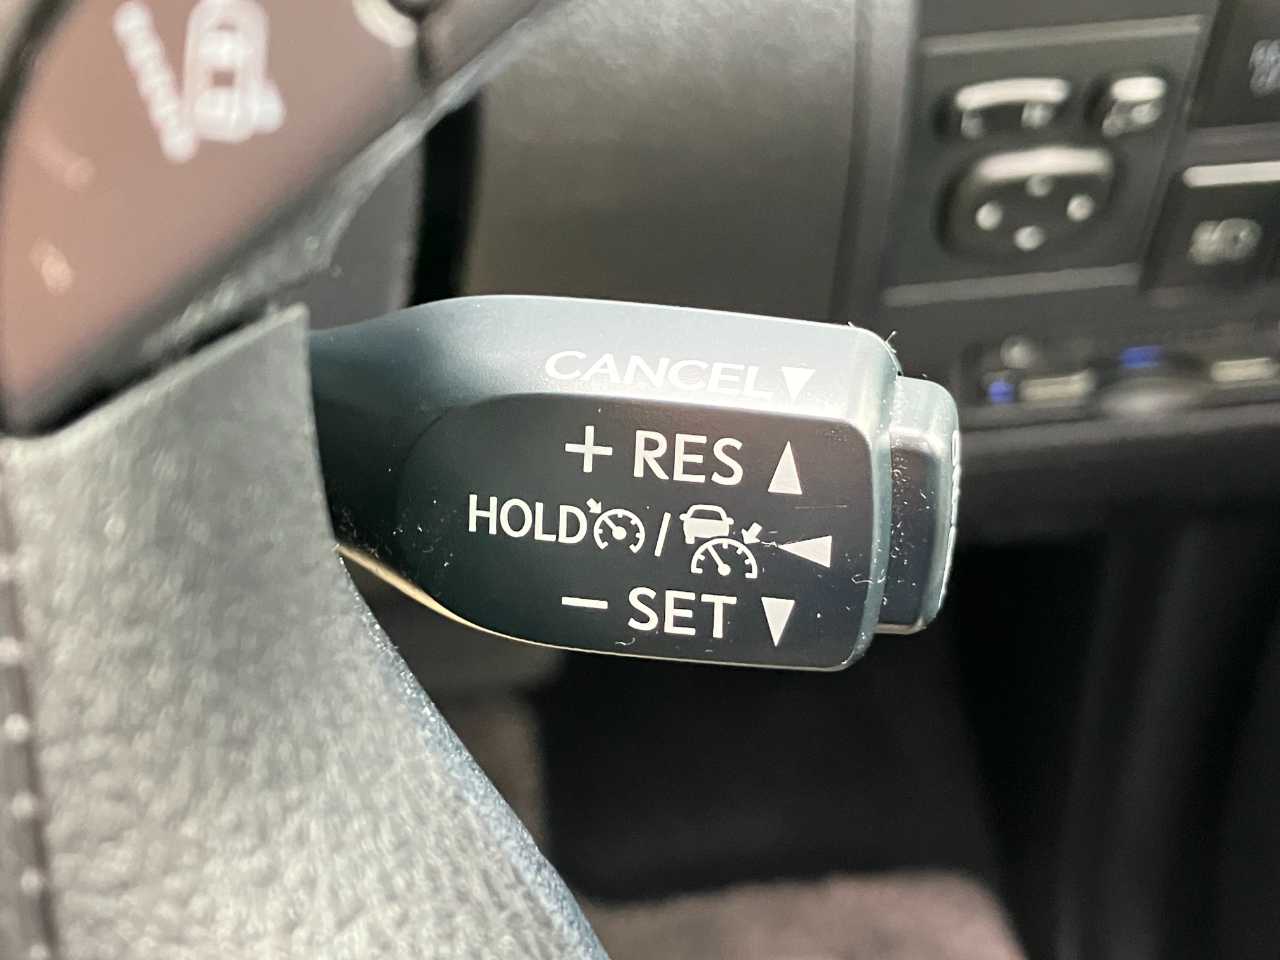 CANCEL▼
+ RES ▲
HOLD / ◀
− SET ▼